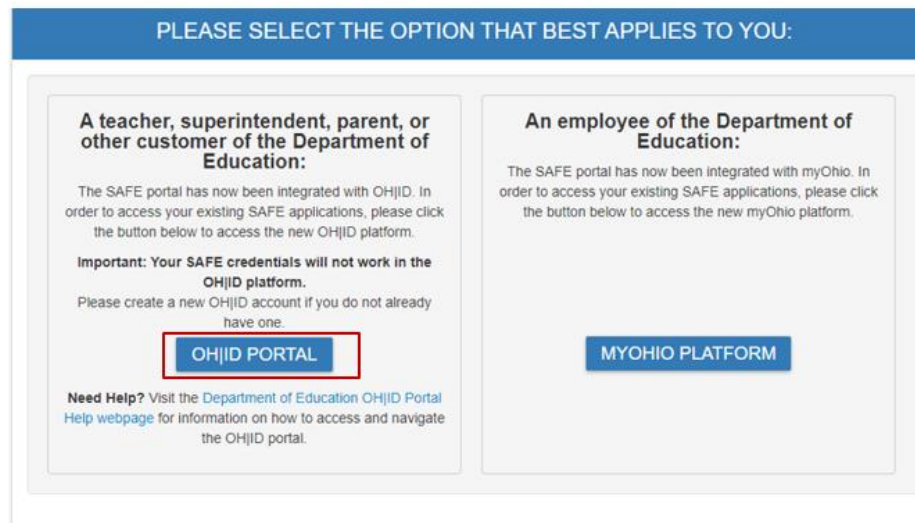 PLEASE SELECT THE OPTION THAT BEST APPLIES TO YOU:
A teacher, superintendent, parent, or
other customer of the Department of
Education:
The SAFE portal has now been integrated with OH|ID. In
order to access your existing SAFE applications, please click
the button below to access the new OH|ID platform.
Important: Your SAFE credentials will not work in the
OH|ID platform.
Please create a new OH|ID account if you do not already
have one.
OH|ID PORTAL
Need Help? Visit the Department of Education OH|ID Portal
Help webpage for information on how to access and navigate
the OH|ID portal.
An employee of the Department of
Education:
The SAFE portal has now been integrated with myOhio. In
order to access your existing SAFE applications, please click
the button below to access the new myOhio platform.
MYOHIO PLATFORM